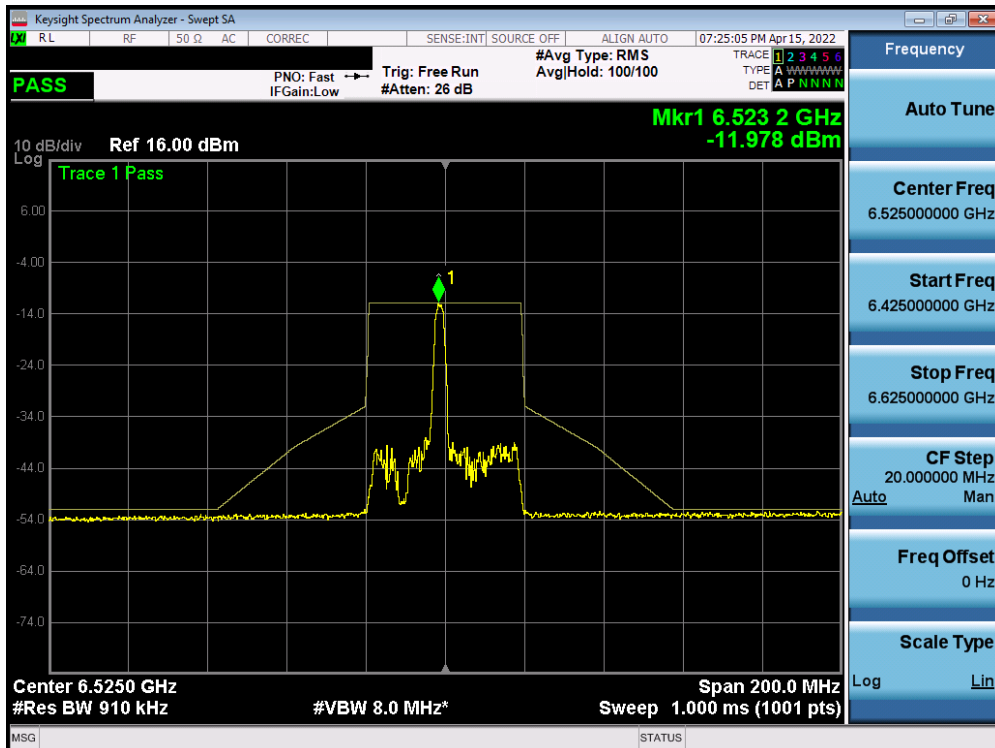 Keysight Spectrum Analyzer - Swept SA
LXI RL RF 50 Ω AC CORREC SENSE:INT SOURCE OFF ALIGN AUTO 07:25:05 PM Apr 15, 2022
PASS
PNO: Fast
IFGain:Low
Trig: Free Run
#Atten: 26 dB
#Avg Type: RMS
Avg|Hold: 100/100
TRACE 1 2 3 4 5 6
TYPE A WWWWW
DET A P N N N N
Mkr1 6.523 2 GHz
-11.978 dBm
10 dB/div Ref 16.00 dBm
Log
Trace 1 Pass
1
6.00
-4.00
-14.0
-24.0
-34.0
-44.0
-54.0
-64.0
-74.0
Center 6.5250 GHz Span 200.0 MHz
#Res BW 910 kHz #VBW 8.0 MHz* Sweep 1.000 ms (1001 pts)
MSG STATUS
Frequency
Auto Tune
Center Freq
6.525000000 GHz
Start Freq
6.425000000 GHz
Stop Freq
6.625000000 GHz
CF Step
20.000000 MHz
Auto Man
Freq Offset
0 Hz
Scale Type
Log Lin